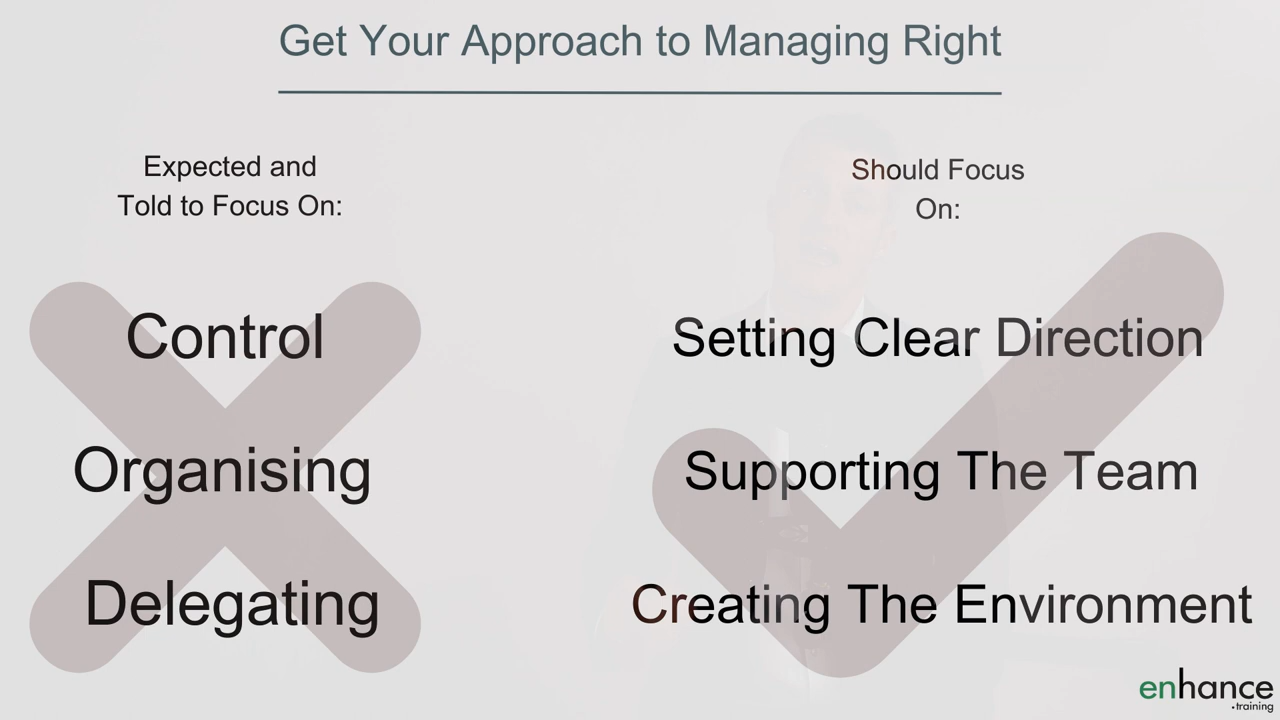 Get Your Approach to Managing Right
Expected and
Told to Focus On:
Control
Organising
Delegating
Should Focus
On:
Setting Clear Direction
Supporting The Team
Creating The Environment
enhance
•training